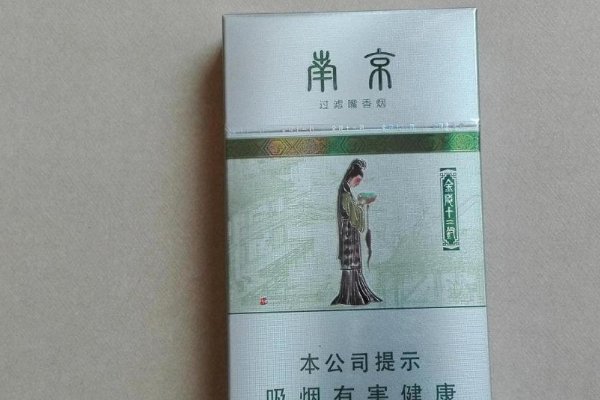 南京
过滤嘴香烟
金陵十二钗
本公司提示
吸烟有害健康